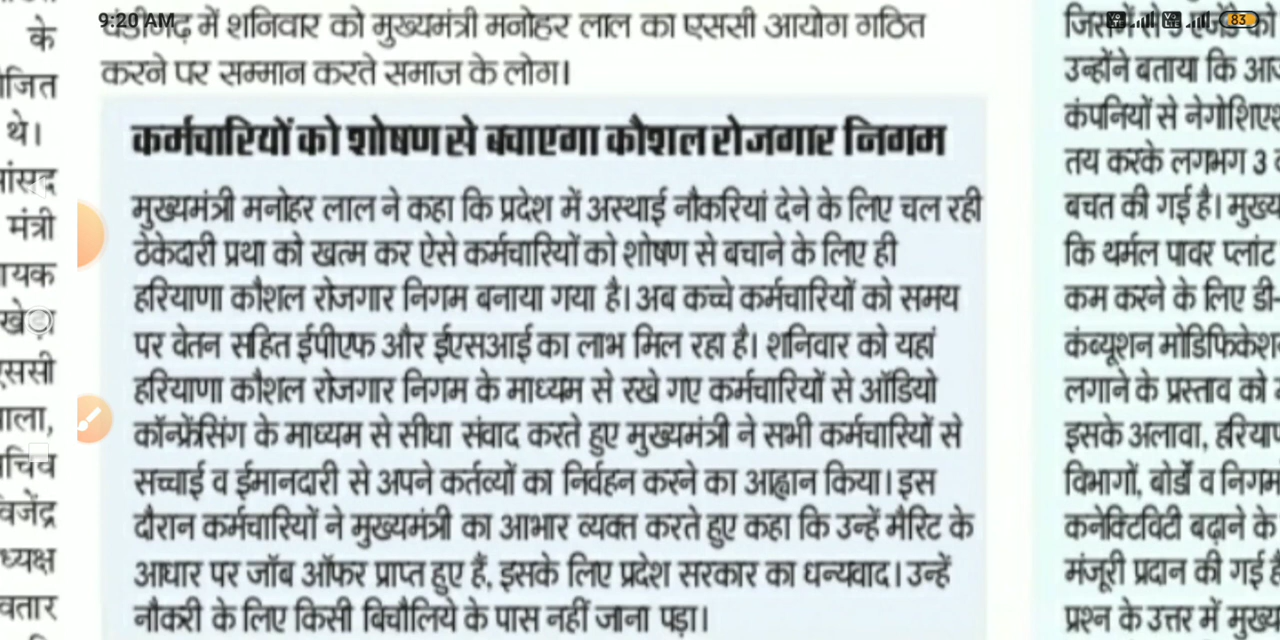 9:20 AM
83
चंडीगढ़ में शनिवार को मुख्यमंत्री मनोहर लाल का एससी आयोग गठित
करने पर सम्मान करते समाज के लोग।
कर्मचारियों को शोषण से बचाएगा कौशल रोजगार निगम
मुख्यमंत्री मनोहर लाल ने कहा कि प्रदेश में अस्थाई नौकरियां देने के लिए चल रही
ठेकेदारी प्रथा को खत्म कर ऐसे कर्मचारियों को शोषण से बचाने के लिए ही
हरियाणा कौशल रोजगार निगम बनाया गया है। अब कच्चे कर्मचारियों को समय
पर वेतन सहित ईपीएफ और ईएसआई का लाभ मिल रहा है। शनिवार को यहां
हरियाणा कौशल रोजगार निगम के माध्यम से रखे गए कर्मचारियों से ऑडियो
कॉन्फ्रेंसिंग के माध्यम से सीधा संवाद करते हुए मुख्यमंत्री ने सभी कर्मचारियों से
सच्चाई व ईमानदारी से अपने कर्तव्यों का निर्वहन करने का आह्वान किया। इस
दौरान कर्मचारियों ने मुख्यमंत्री का आभार व्यक्त करते हुए कहा कि उन्हें मैरिट के
आधार पर जॉब ऑफर प्राप्त हुए हैं, इसके लिए प्रदेश सरकार का धन्यवाद। उन्हें
नौकरी के लिए किसी बिचौलिये के पास नहीं जाना पड़ा।
के
थे।
मंत्री
उन्होंने बताया कि
कंपनियों से
तय करके लगभग 3
बचत की गई है।
कि थर्मल पावर प्लांट
कम करने के लिए
लगाने के प्रस्ताव को
इसके अलावा,
विभागों, बोर्डों व
कनेक्टिविटी बढ़ाने के
मंजूरी प्रदान की गई
प्रश्न के उत्तर में